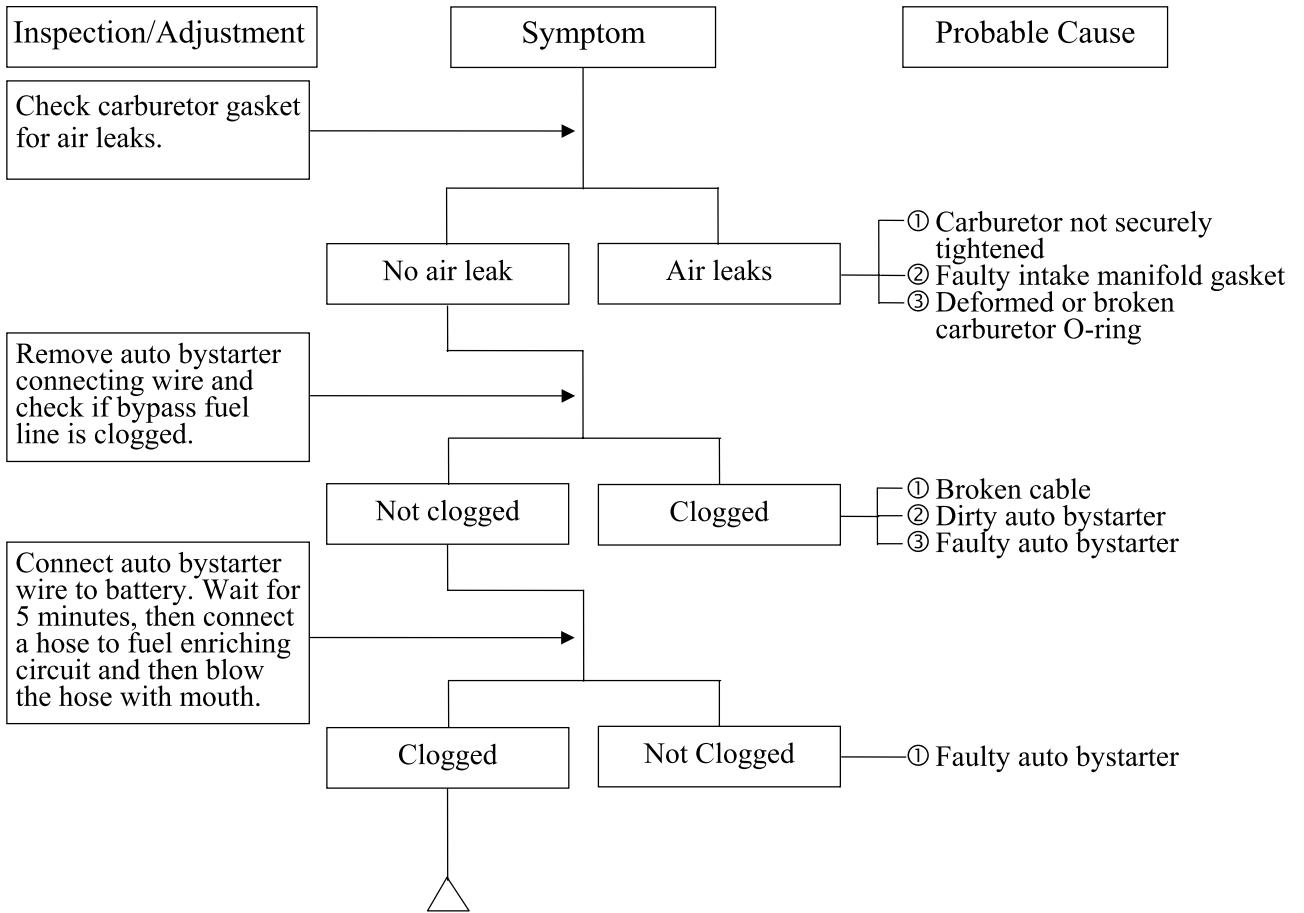 Inspection/Adjustment
Symptom
Probable Cause
Check carburetor gasket
for air leaks.
No air leak
Air leaks
① Carburetor not securely
tightened
② Faulty intake manifold gasket
③ Deformed or broken
carburetor O-ring
Remove auto bystarter
connecting wire and
check if bypass fuel
line is clogged.
Not clogged
Clogged
① Broken cable
② Dirty auto bystarter
③ Faulty auto bystarter
Connect auto bystarter
wire to battery. Wait for
5 minutes, then connect
a hose to fuel enriching
circuit and then blow
the hose with mouth.
Clogged
Not Clogged
① Faulty auto bystarter